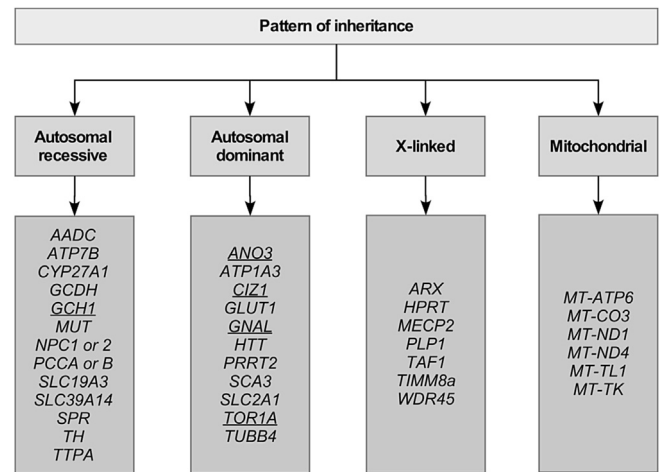 Pattern of inheritance
Autosomal
recessive
Autosomal
dominant
X-linked
Mitochondrial
AADC
ATP7B
CYP27A1
GCDH
GCH1
MUT
NPC1 or 2
PCCA or B
SLC19A3
SLC39A14
SPR
TH
TTPA
ANO3
ATP1A3
CIZ1
GLUT1
GNAL
HTT
PRRT2
SCA3
SLC2A1
TOR1A
TUBB4
ARX
HPRT
MECP2
PLP1
TAF1
TIMM8a
WDR45
MT-ATP6
MT-CO3
MT-ND1
MT-ND4
MT-TL1
MT-TK